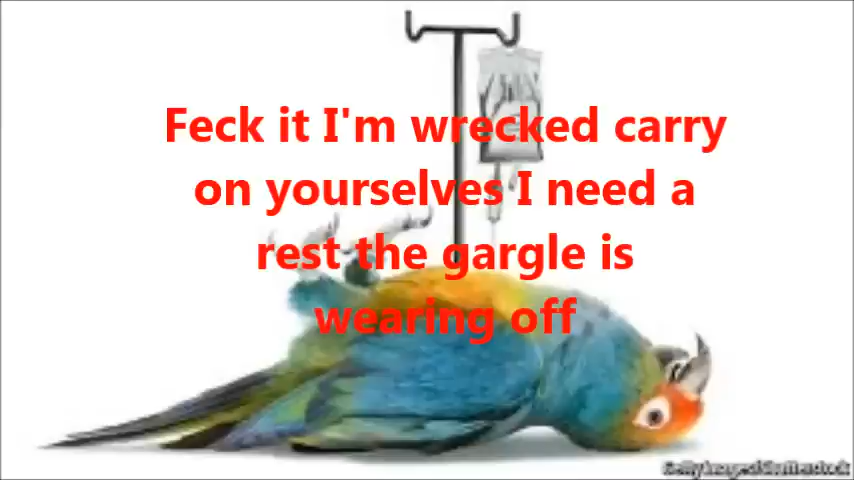 Feck it I'm wrecked carry
on yourselves I need a
rest the gargle is
wearing off